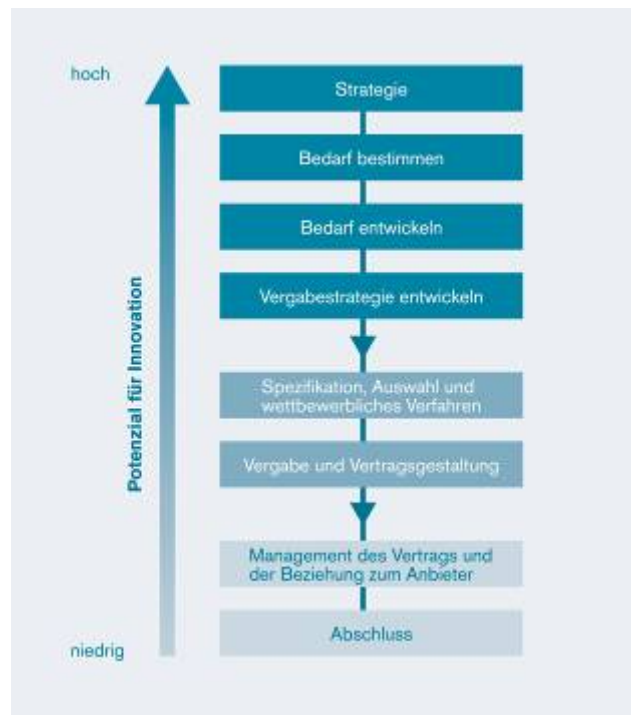 hoch
Strategie
Bedarf bestimmen
Bedarf entwickeln
Vergabestrategie entwickeln
Potenzial für Innovation
Spezifikation, Auswahl und
wettbewerbliches Verfahren
Vergabe und Vertragsgestaltung
Management des Vertrags und
der Beziehung zum Anbieter
Abschluss
niedrig